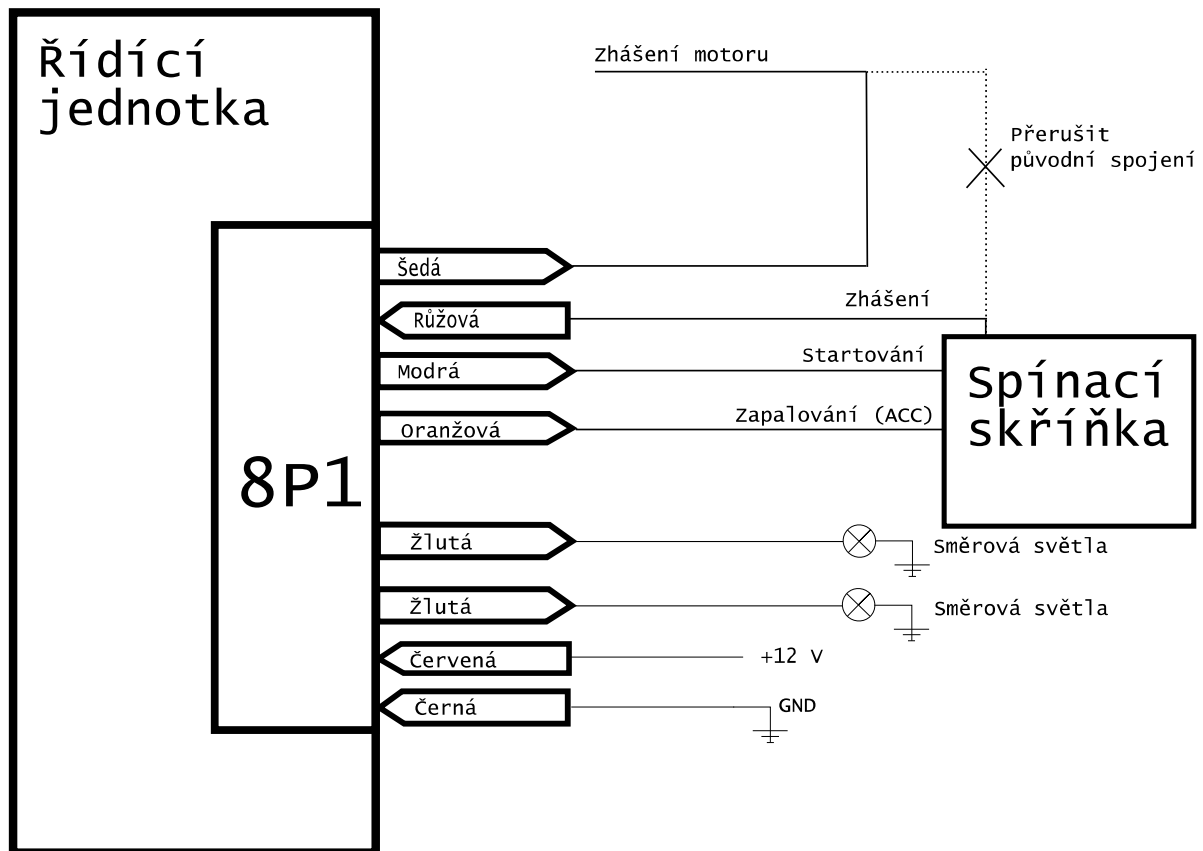 Řídící
jednotka
Zhášení motoru
Přerušit
původní spojení
Šedá
Zhášení
Růžová
Startování
Modrá
Zapalování (ACC)
Oranžová
Spínací
skříňka
8P1
Žlutá
Směrová světla
Žlutá
Směrová světla
Červená
+12 V
Černá
GND